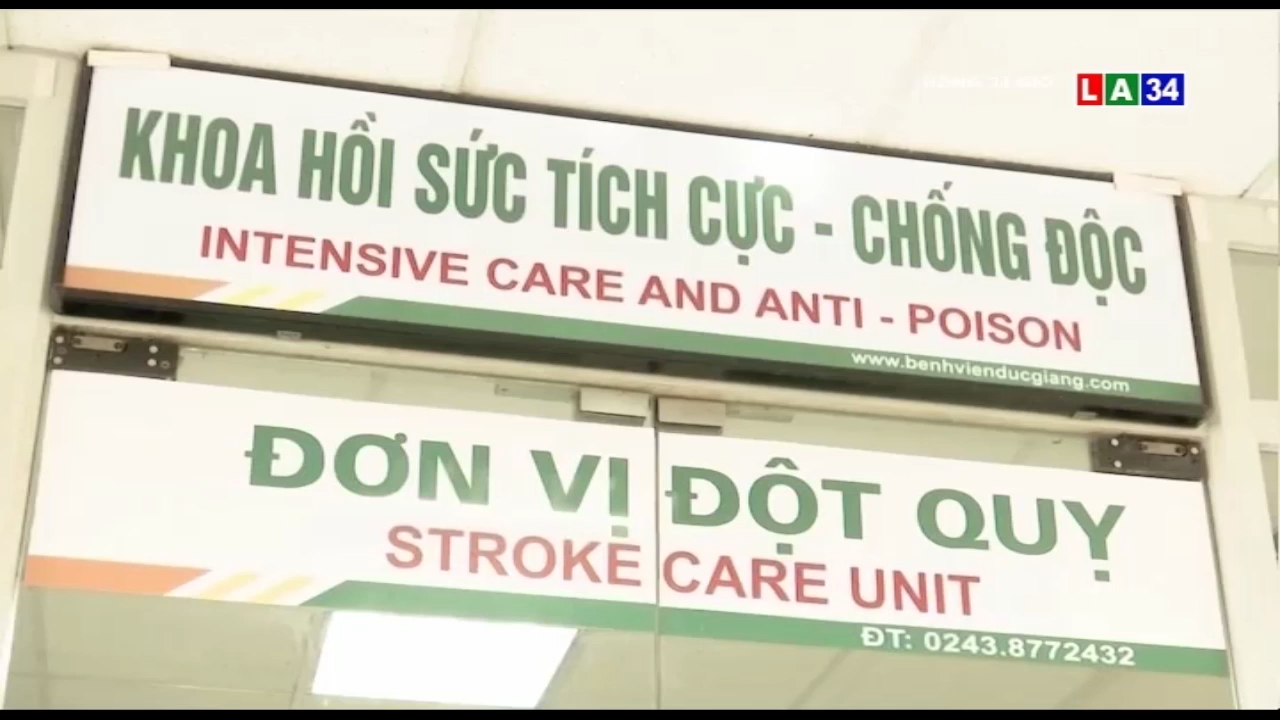 LA34
KHOA HỒI SỨC TÍCH CỰC - CHỐNG ĐỘC
INTENSIVE CARE AND ANTI - POISON
www.benhvienducgiang.com
ĐƠN VỊ ĐỘT QUỴ
STROKE CARE UNIT
ĐT: 0243.8772432